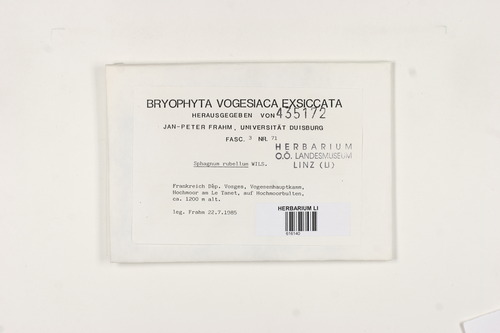 BRYOPHYTA VOGESIACA EXSICCATA
HERAUSGEGEBEN VON 435172
JAN-PETER FRAHM, UNIVERSITÄT DUISBURG
FASC. 3 NR. 71
HERBARIUM
O.Ö. LANDESMUSEUM
LINZ (U)
Sphagnum rubellum WILS.
Frankreich Dép. Vosges, Vogesenhauptkamm,
Hochmoor am Le Tanet, auf Hochmoorbulten,
ca. 1200 m alt.
leg. Frahm 22.7.1985
HERBARIUM LI
616140